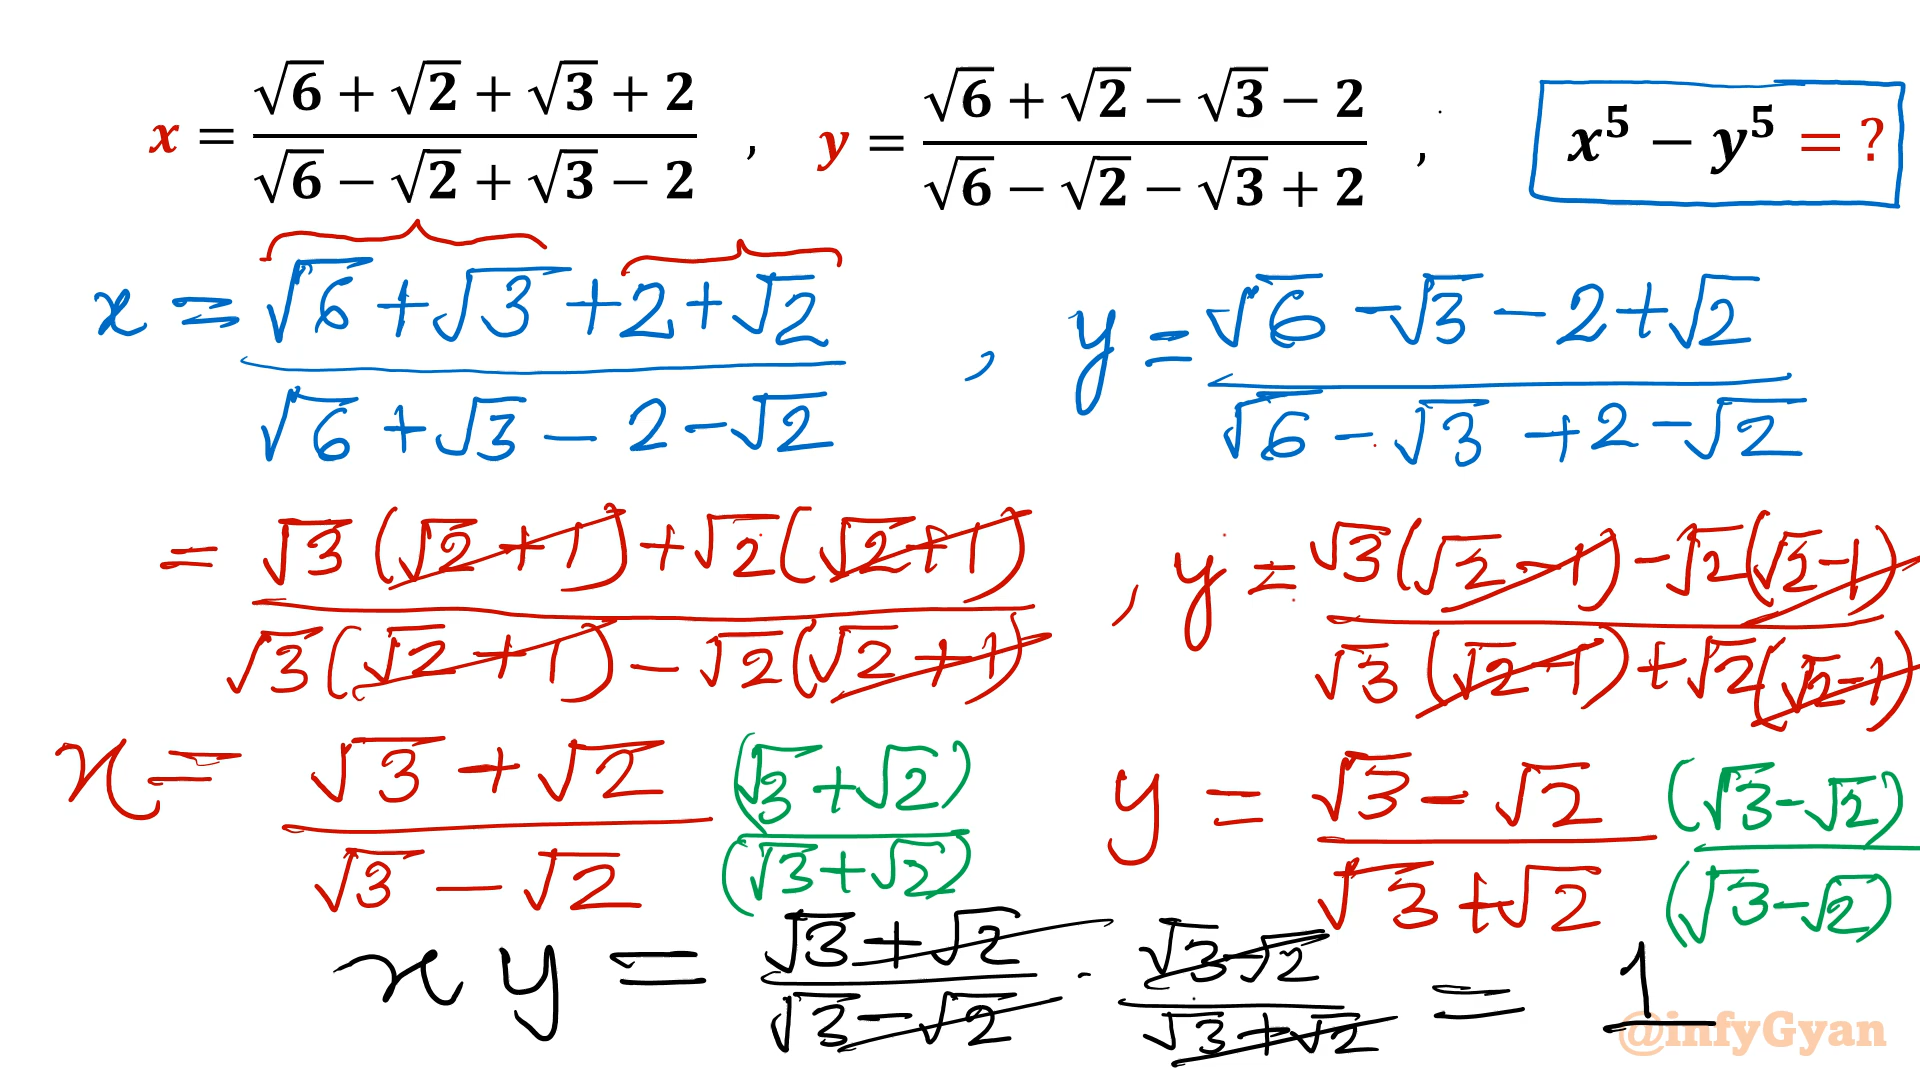 x = (√6 + √2 + √3 + 2)/(√6 − √2 + √3 − 2) , y = (√6 + √2 − √3 − 2)/(√6 − √2 − √3 + 2) , x⁵ − y⁵ = ?
x = (√6 + √3 + 2 + √2)/(√6 + √3 − 2 − √2) , y = (√6 − √3 − 2 + √2)/(√6 − √3 + 2 − √2)
= (√3(√2 + 1) + √2(√2 + 1))/(√3(√2 + 1) − √2(√2 + 1)) , y = (√3(√2 − 1) − √2(√2 − 1))/(√3(√2 − 1) + √2(√2 − 1))
x = (√3 + √2)/(√3 − √2) (√3 + √2)/(√3 + √2) y = (√3 − √2)/(√3 + √2) (√3 − √2)/(√3 − √2)
x y = (√3 + √2)/(√3 − √2) · (√3 − √2)/(√3 + √2) = 1
@infyGyan